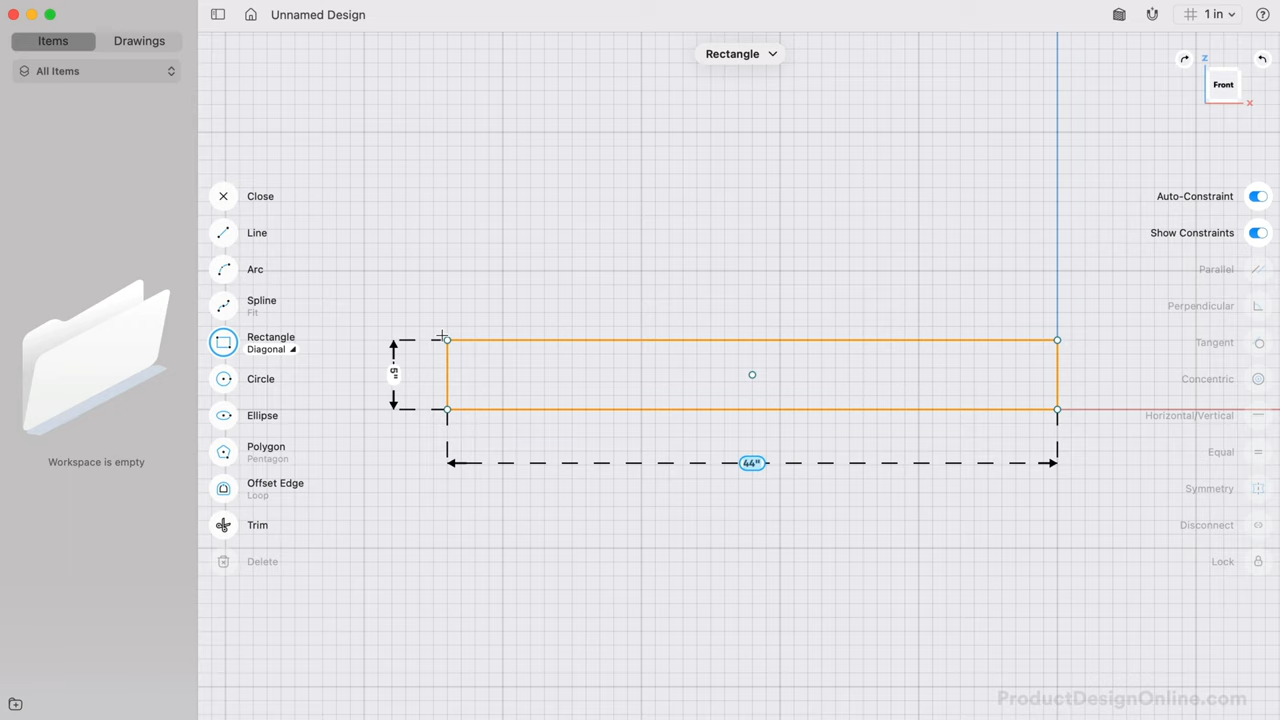 Unnamed Design
1 in
Items
Drawings
All Items
Rectangle
Z
Front
X
Close
Line
Arc
Spline
Fit
Rectangle
Diagonal
Circle
Ellipse
Polygon
Pentagon
Offset Edge
Loop
Trim
Delete
5"
44"
Auto-Constraint
Show Constraints
Parallel
Perpendicular
Tangent
Concentric
Horizontal/Vertical
Equal
Symmetry
Disconnect
Lock
Workspace is empty
ProductDesignOnline.com